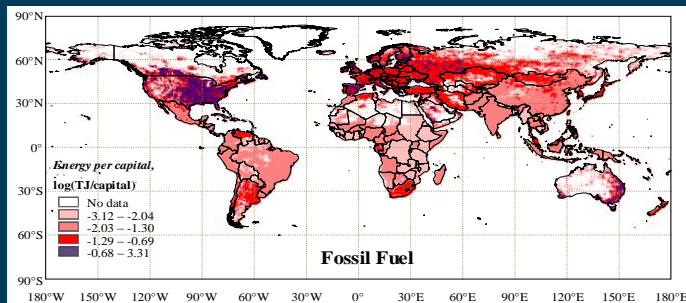 90°N
60°N
30°N
0°
30°S
60°S
90°S
Energy per capital,
log(TJ/capital)
No data
-3.12 – -2.04
-2.03 – -1.30
-1.29 – -0.69
-0.68 – 3.31
Fossil Fuel
180°W 150°W 120°W 90°W 60°W 30°W 0° 30°E 60°E 90°E 120°E 150°E 180°E